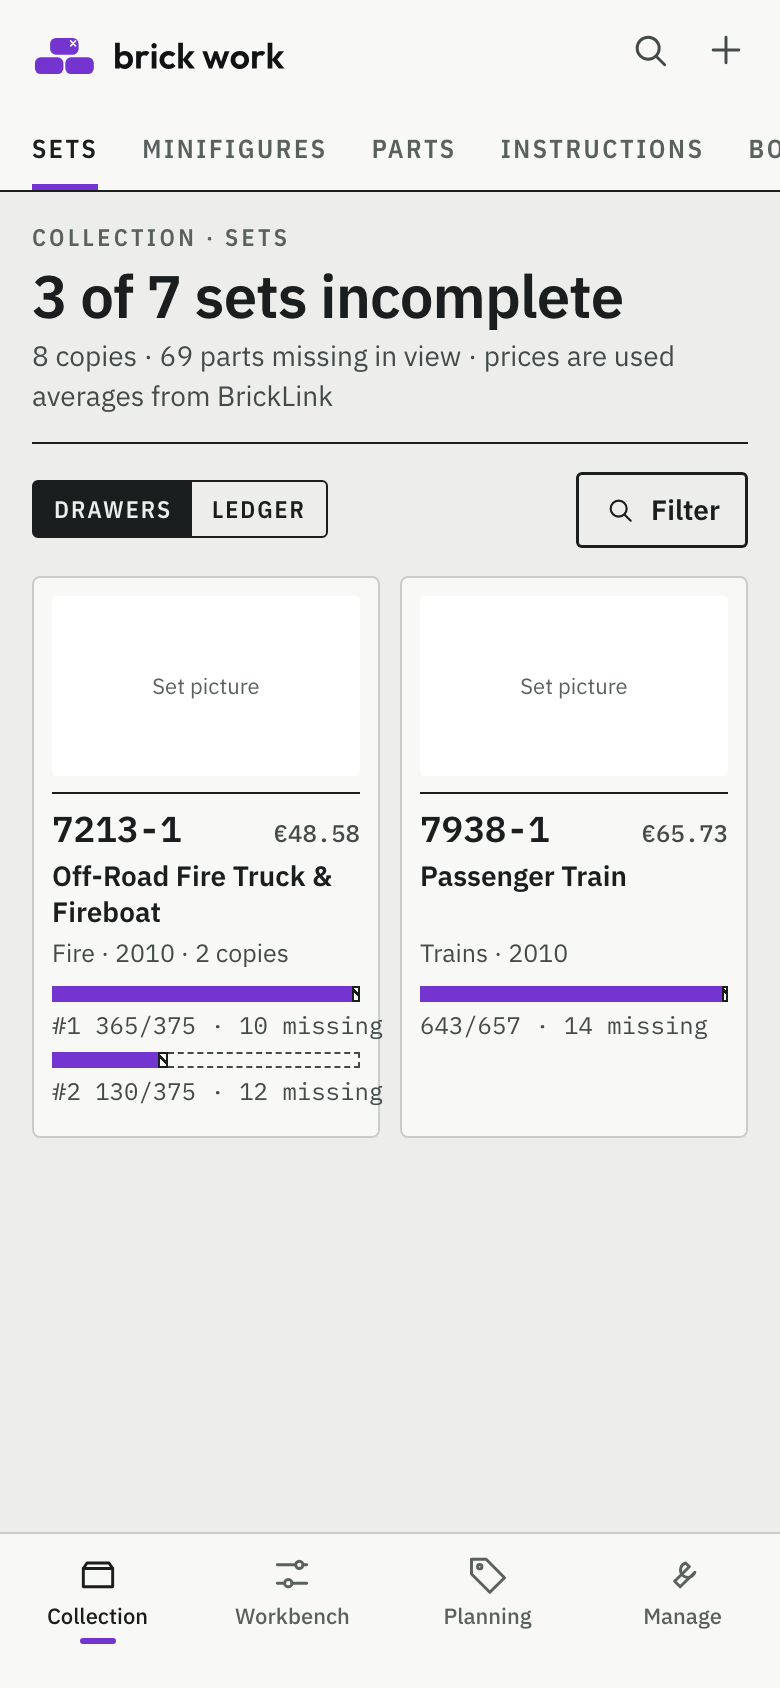 brick work
SETS MINIFIGURES PARTS INSTRUCTIONS BO
COLLECTION · SETS
3 of 7 sets incomplete
8 copies · 69 parts missing in view · prices are used
averages from BrickLink
DRAWERS LEDGER Filter
Set picture
7213-1 €48.58
Off-Road Fire Truck &
Fireboat
Fire · 2010 · 2 copies
#1 365/375 · 10 missing
#2 130/375 · 12 missing
Set picture
7938-1 €65.73
Passenger Train
Trains · 2010
643/657 · 14 missing
Collection Workbench Planning Manage